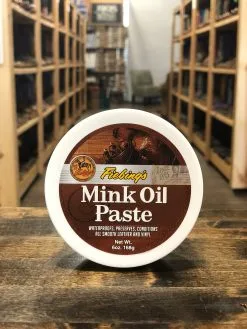 Fiebing's
Mink Oil
Paste
WATERPROOFS, PRESERVES, CONDITIONS
ALL SMOOTH LEATHER AND VINYL
Net Wt.
6oz. 168g